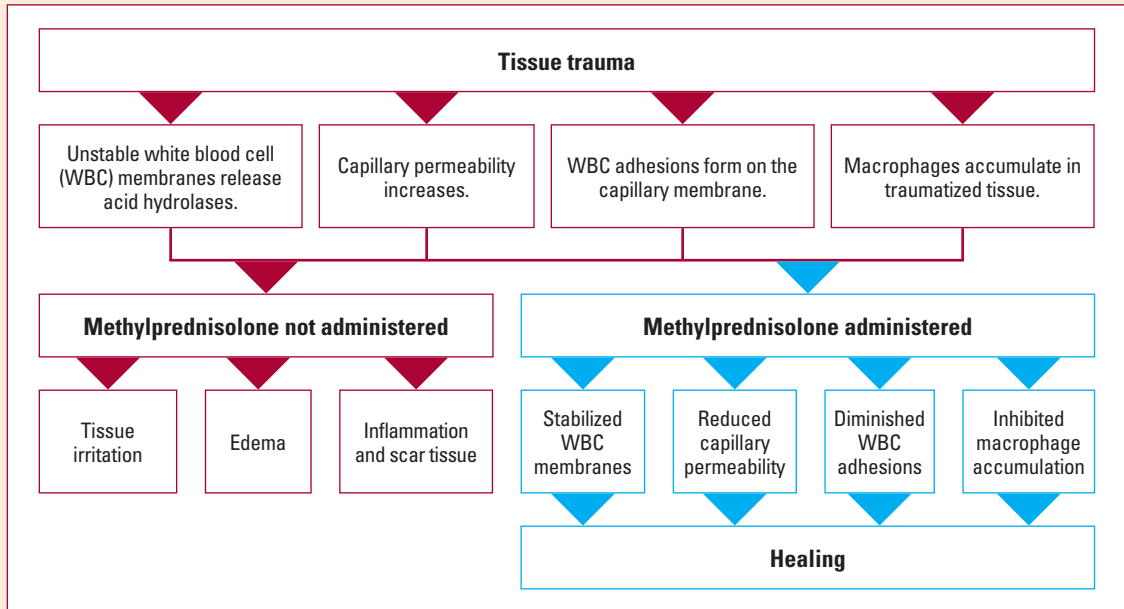 Tissue trauma
Unstable white blood cell
(WBC) membranes release
acid hydrolases.
Capillary permeability
increases.
WBC adhesions form on the
capillary membrane.
Macrophages accumulate in
traumatized tissue.
Methylprednisolone not administered
Methylprednisolone administered
Tissue
irritation
Edema
Inflammation
and scar tissue
Stabilized
WBC
membranes
Reduced
capillary
permeability
Diminished
WBC
adhesions
Inhibited
macrophage
accumulation
Healing